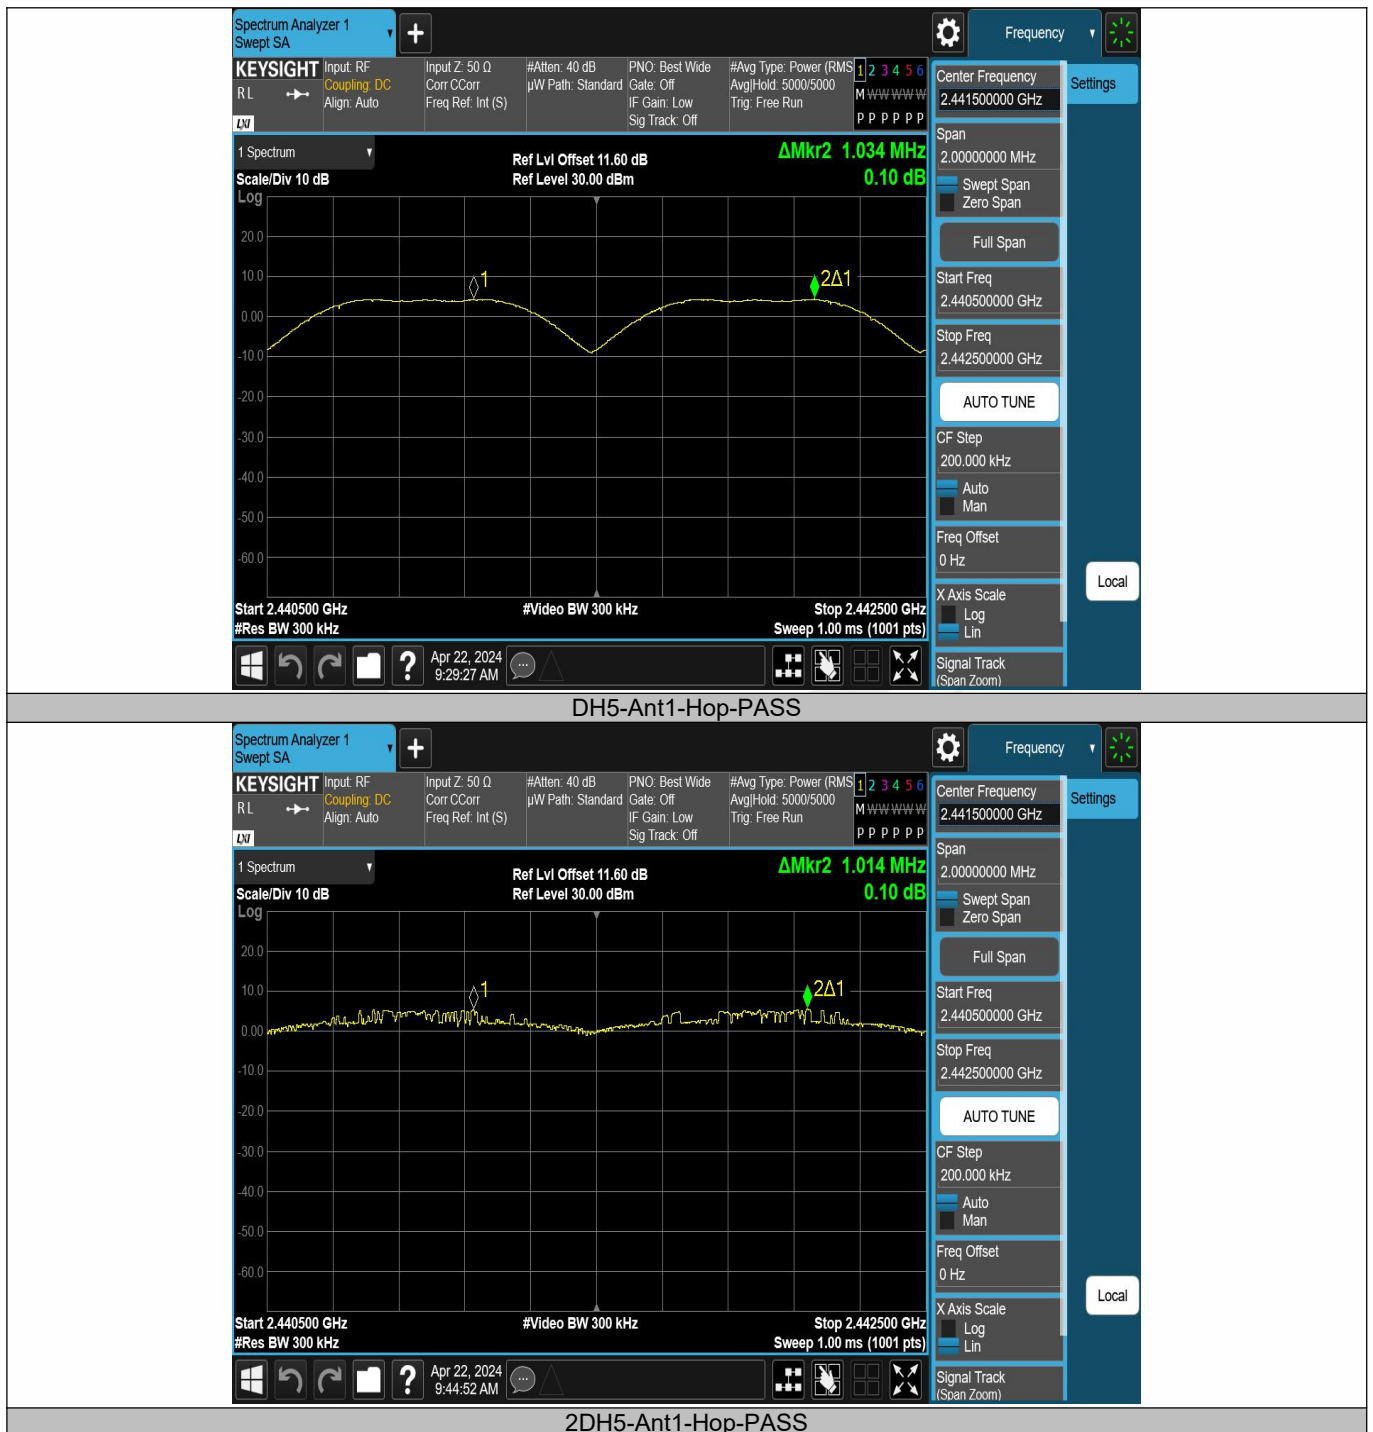 Spectrum Analyzer 1
Swept SA
+
Frequency
KEYSIGHT
R L
LXI
Input: RF
Coupling: DC
Align: Auto
Input Z: 50 Ω
Corr CCorr
Freq Ref: Int (S)
#Atten: 40 dB
µW Path: Standard
PNO: Best Wide
Gate: Off
IF Gain: Low
Sig Track: Off
#Avg Type: Power (RMS
Avg|Hold: 5000/5000
Trig: Free Run
1 2 3 4 5 6
M W W W W W
P P P P P P
1 Spectrum
Scale/Div 10 dB
Log
Ref Lvl Offset 11.60 dB
Ref Level 30.00 dBm
ΔMkr2 1.034 MHz
0.10 dB
20.0
10.0
0.00
-10.0
-20.0
-30.0
-40.0
-50.0
-60.0
1
2Δ1
Start 2.440500 GHz
#Res BW 300 kHz
#Video BW 300 kHz
Stop 2.442500 GHz
Sweep 1.00 ms (1001 pts)
?
Apr 22, 2024
9:29:27 AM
Center Frequency
2.441500000 GHz
Settings
Span
2.00000000 MHz
Swept Span
Zero Span
Full Span
Start Freq
2.440500000 GHz
Stop Freq
2.442500000 GHz
AUTO TUNE
CF Step
200.000 kHz
Auto
Man
Freq Offset
0 Hz
X Axis Scale
Log
Lin
Local
Signal Track
(Span Zoom)
DH5-Ant1-Hop-PASS
Spectrum Analyzer 1
Swept SA
+
Frequency
KEYSIGHT
R L
LXI
Input: RF
Coupling: DC
Align: Auto
Input Z: 50 Ω
Corr CCorr
Freq Ref: Int (S)
#Atten: 40 dB
µW Path: Standard
PNO: Best Wide
Gate: Off
IF Gain: Low
Sig Track: Off
#Avg Type: Power (RMS
Avg|Hold: 5000/5000
Trig: Free Run
1 2 3 4 5 6
M W W W W W
P P P P P P
1 Spectrum
Scale/Div 10 dB
Log
Ref Lvl Offset 11.60 dB
Ref Level 30.00 dBm
ΔMkr2 1.014 MHz
0.10 dB
20.0
10.0
0.00
-10.0
-20.0
-30.0
-40.0
-50.0
-60.0
1
2Δ1
Start 2.440500 GHz
#Res BW 300 kHz
#Video BW 300 kHz
Stop 2.442500 GHz
Sweep 1.00 ms (1001 pts)
?
Apr 22, 2024
9:44:52 AM
Center Frequency
2.441500000 GHz
Settings
Span
2.00000000 MHz
Swept Span
Zero Span
Full Span
Start Freq
2.440500000 GHz
Stop Freq
2.442500000 GHz
AUTO TUNE
CF Step
200.000 kHz
Auto
Man
Freq Offset
0 Hz
X Axis Scale
Log
Lin
Local
Signal Track
(Span Zoom)
2DH5-Ant1-Hop-PASS